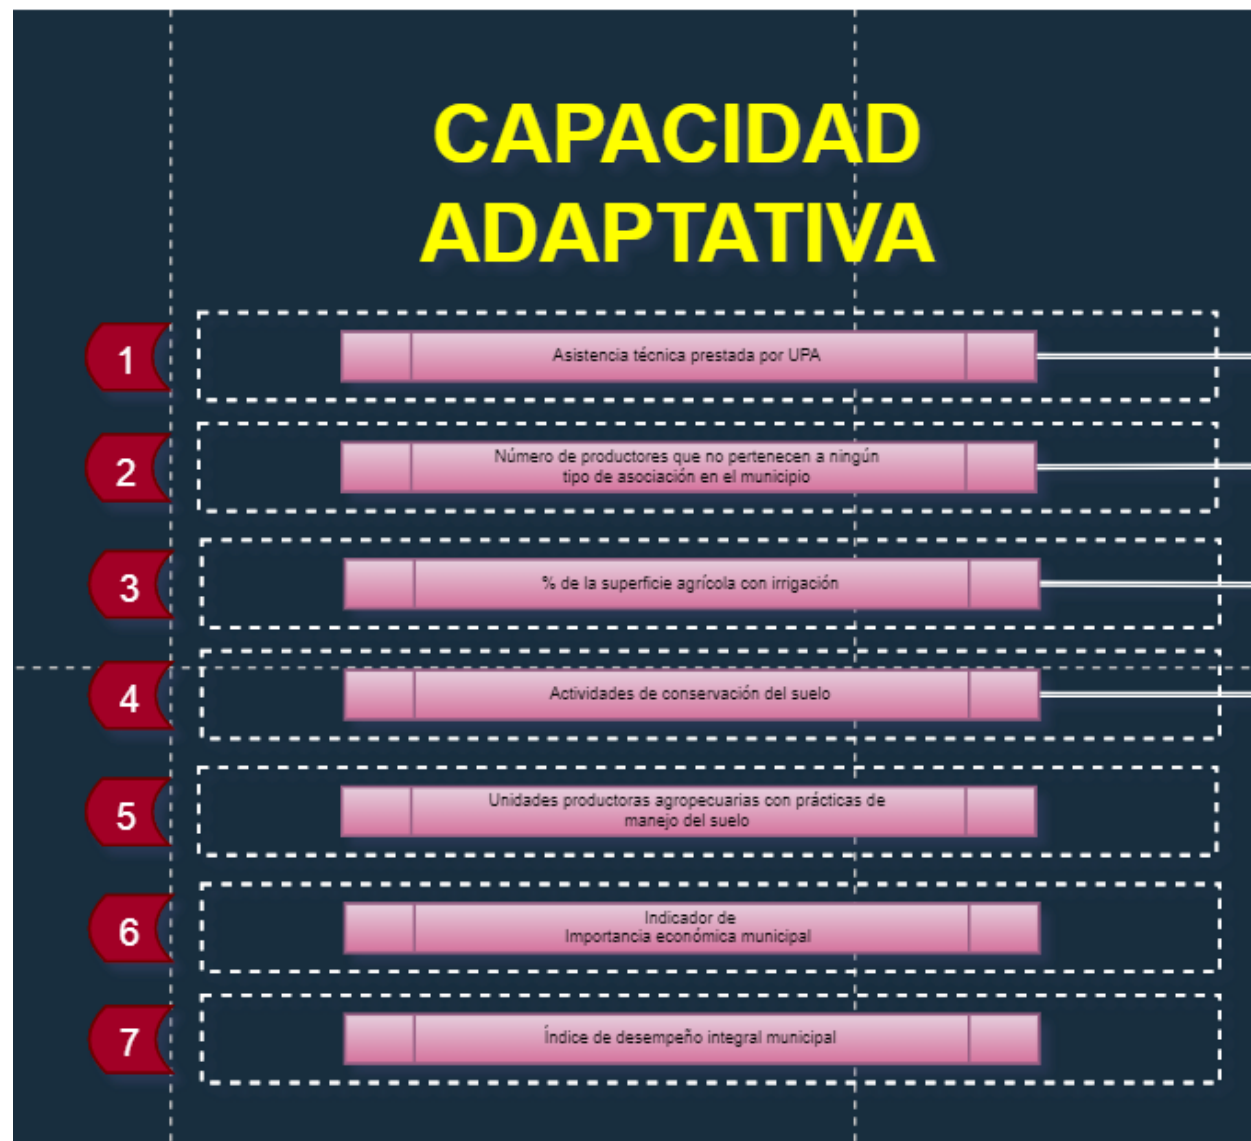 CAPACIDAD
ADAPTATIVA
1
Asistencia técnica prestada por UPA
2
Número de productores que no pertenecen a ningún
tipo de asociación en el municipio
3
% de la superficie agrícola con irrigación
4
Actividades de conservación del suelo
5
Unidades productoras agropecuarias con prácticas de
manejo del suelo
6
Indicador de
Importancia económica municipal
7
Índice de desempeño integral municipal